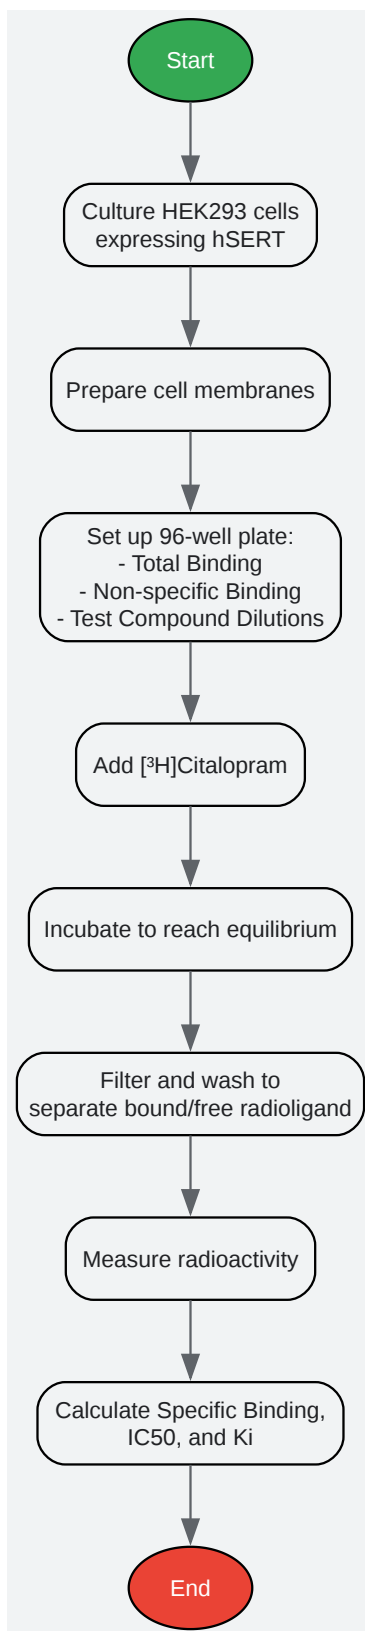 Start
Culture HEK293 cells
expressing hSERT
Prepare cell membranes
Set up 96-well plate:
- Total Binding
- Non-specific Binding
- Test Compound Dilutions
Add [³H]Citalopram
Incubate to reach equilibrium
Filter and wash to
separate bound/free radioligand
Measure radioactivity
Calculate Specific Binding,
IC50, and Ki
End